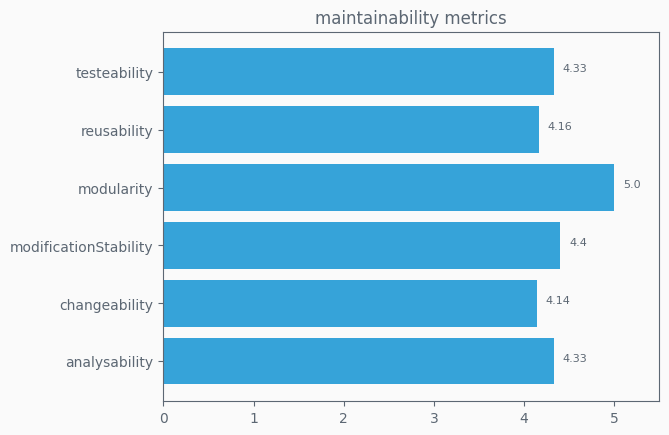 maintainability metrics
testeability 4.33
reusability 4.16
modularity 5.0
modificationStability 4.4
changeability 4.14
analysability 4.33
0 1 2 3 4 5